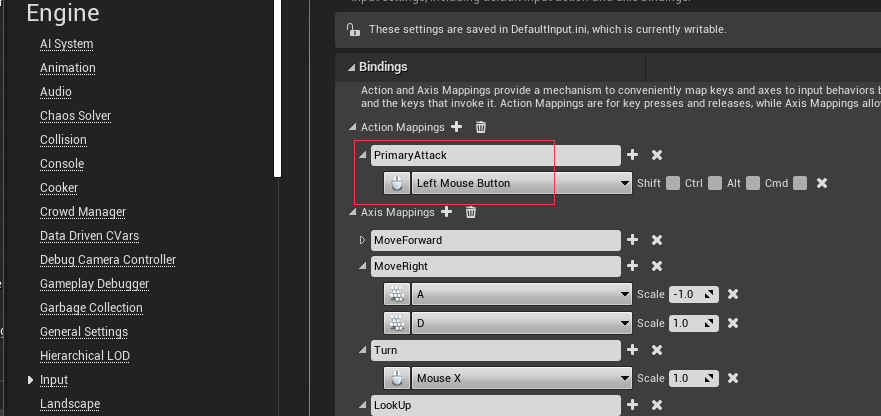 Engine
AI System
Animation
Audio
Chaos Solver
Collision
Console
Cooker
Crowd Manager
Data Driven CVars
Debug Camera Controller
Gameplay Debugger
Garbage Collection
General Settings
Hierarchical LOD
Input
Landscape
These settings are saved in DefaultInput.ini, which is currently writable.
Bindings
Action and Axis Mappings provide a mechanism to conveniently map keys and axes to input behaviors b
and the keys that invoke it. Action Mappings are for key presses and releases, while Axis Mappings allo
Action Mappings
PrimaryAttack
Left Mouse Button Shift Ctrl Alt Cmd
Axis Mappings
MoveForward
MoveRight
A Scale -1.0
D Scale 1.0
Turn
Mouse X Scale 1.0
LookUp